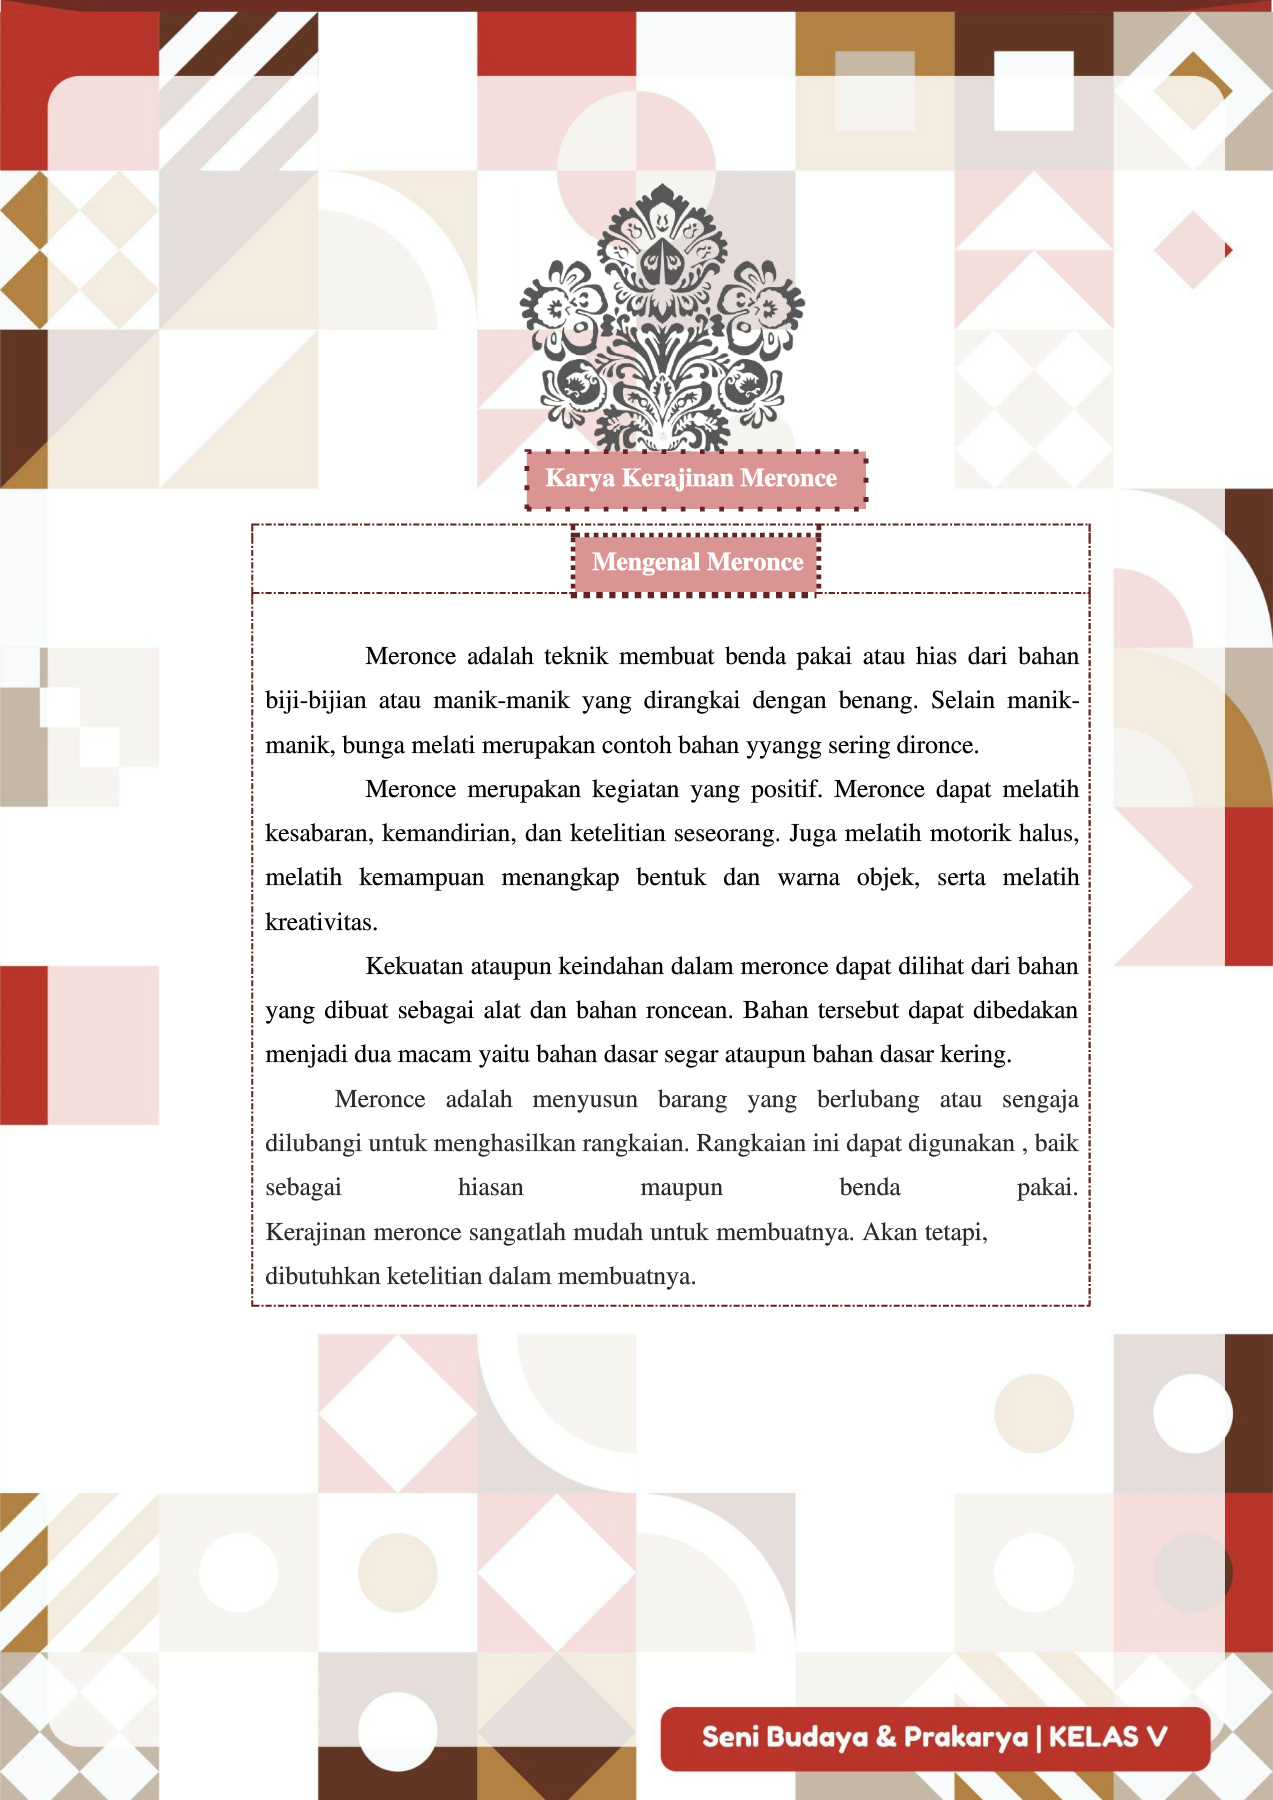 Karya Kerajinan Meronce
Mengenal Meronce
Meronce adalah teknik membuat benda pakai atau hias dari bahan
biji-bijian atau manik-manik yang dirangkai dengan benang. Selain manik-
manik, bunga melati merupakan contoh bahan yyangg sering dironce.
Meronce merupakan kegiatan yang positif. Meronce dapat melatih
kesabaran, kemandirian, dan ketelitian seseorang. Juga melatih motorik halus,
melatih kemampuan menangkap bentuk dan warna objek, serta melatih
kreativitas.
Kekuatan ataupun keindahan dalam meronce dapat dilihat dari bahan
yang dibuat sebagai alat dan bahan roncean. Bahan tersebut dapat dibedakan
menjadi dua macam yaitu bahan dasar segar ataupun bahan dasar kering.
Meronce adalah menyusun barang yang berlubang atau sengaja
dilubangi untuk menghasilkan rangkaian. Rangkaian ini dapat digunakan , baik
sebagai hiasan maupun benda pakai.
Kerajinan meronce sangatlah mudah untuk membuatnya. Akan tetapi,
dibutuhkan ketelitian dalam membuatnya.
Seni Budaya & Prakarya | KELAS V